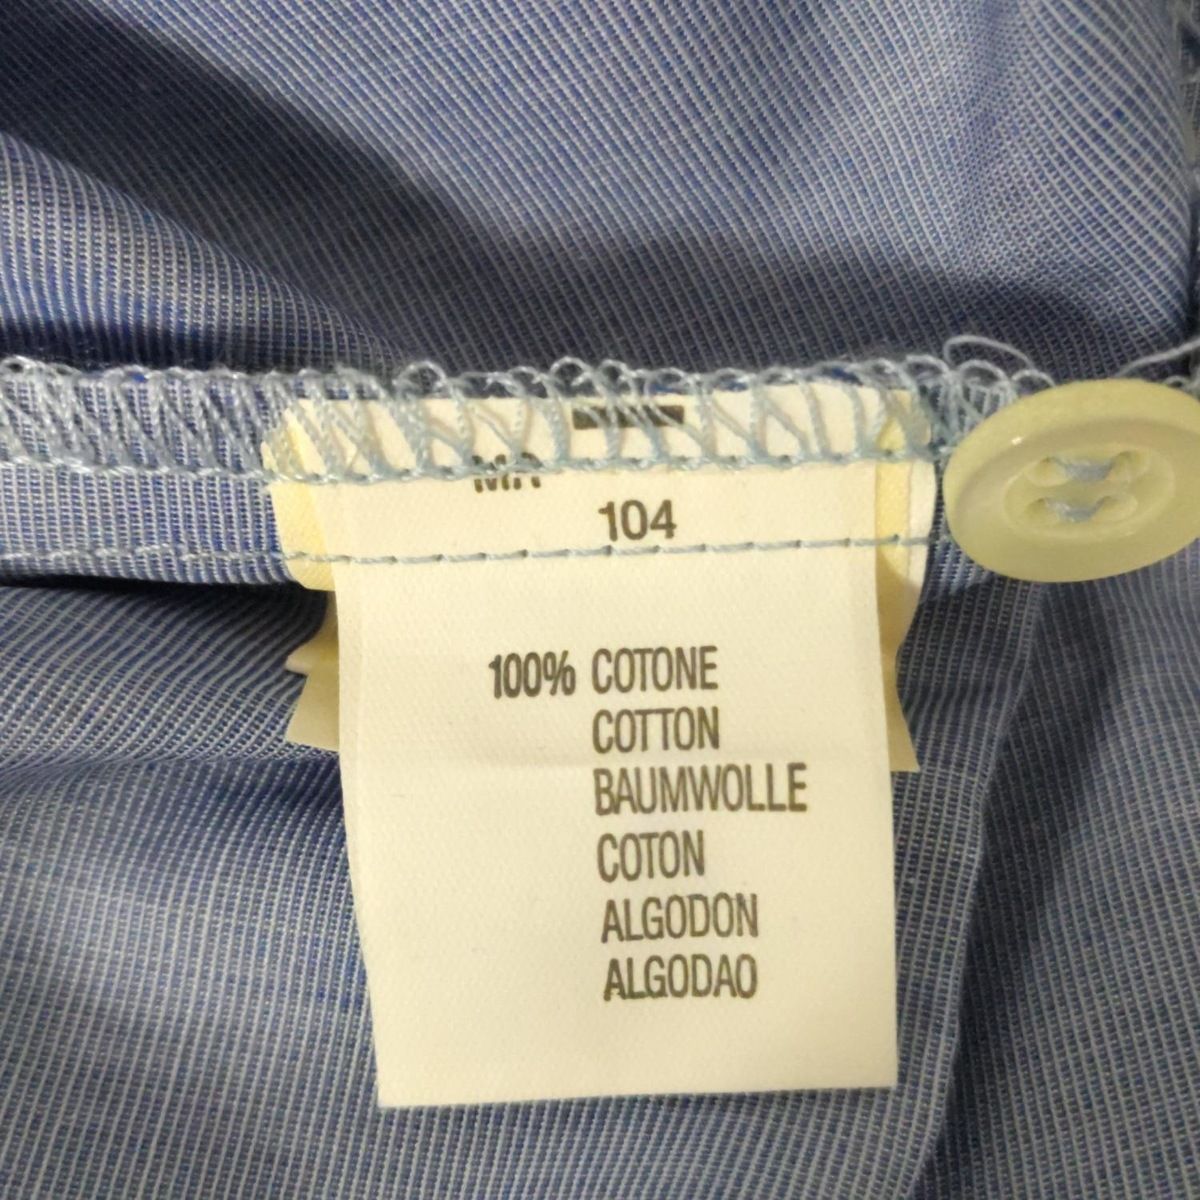 104
100% COTONE
COTTON
BAUMWOLLE
COTON
ALGODON
ALGODAO